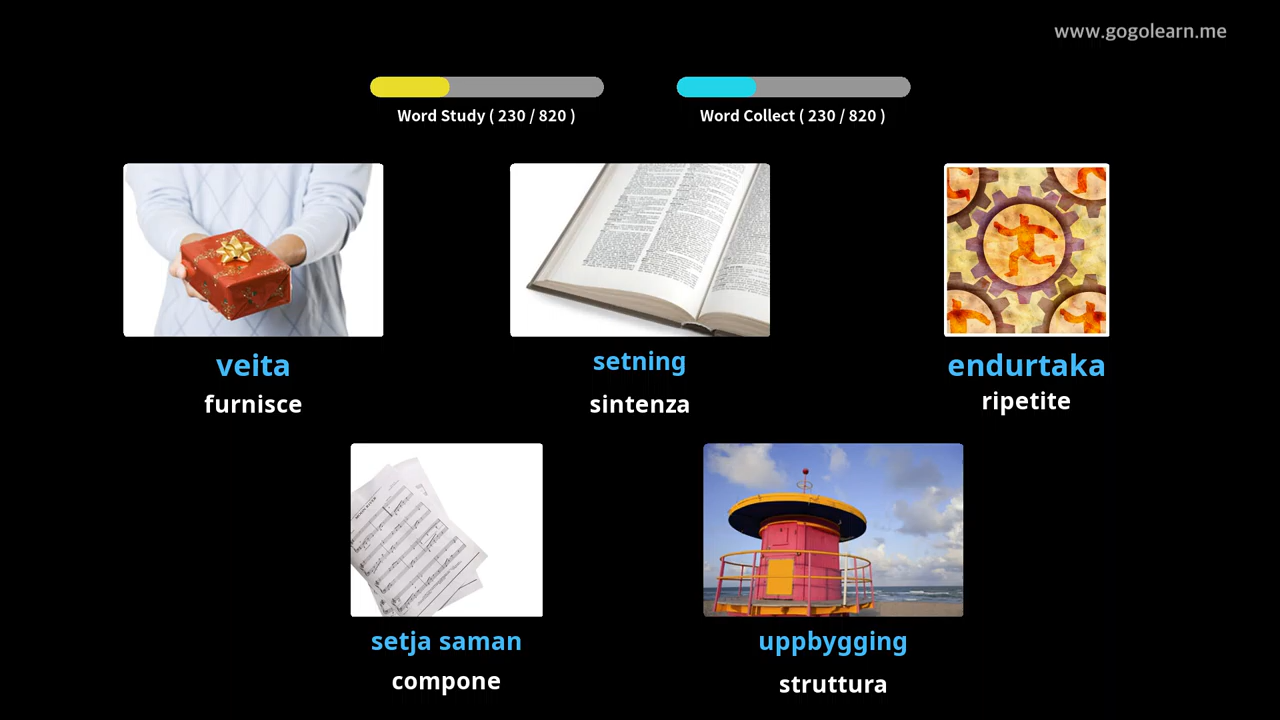 www.gogolearn.me
Word Study ( 230 / 820 )
Word Collect ( 230 / 820 )
veita
furnisce
setning
sintenza
endurtaka
ripetite
setja saman
compone
uppbygging
struttura